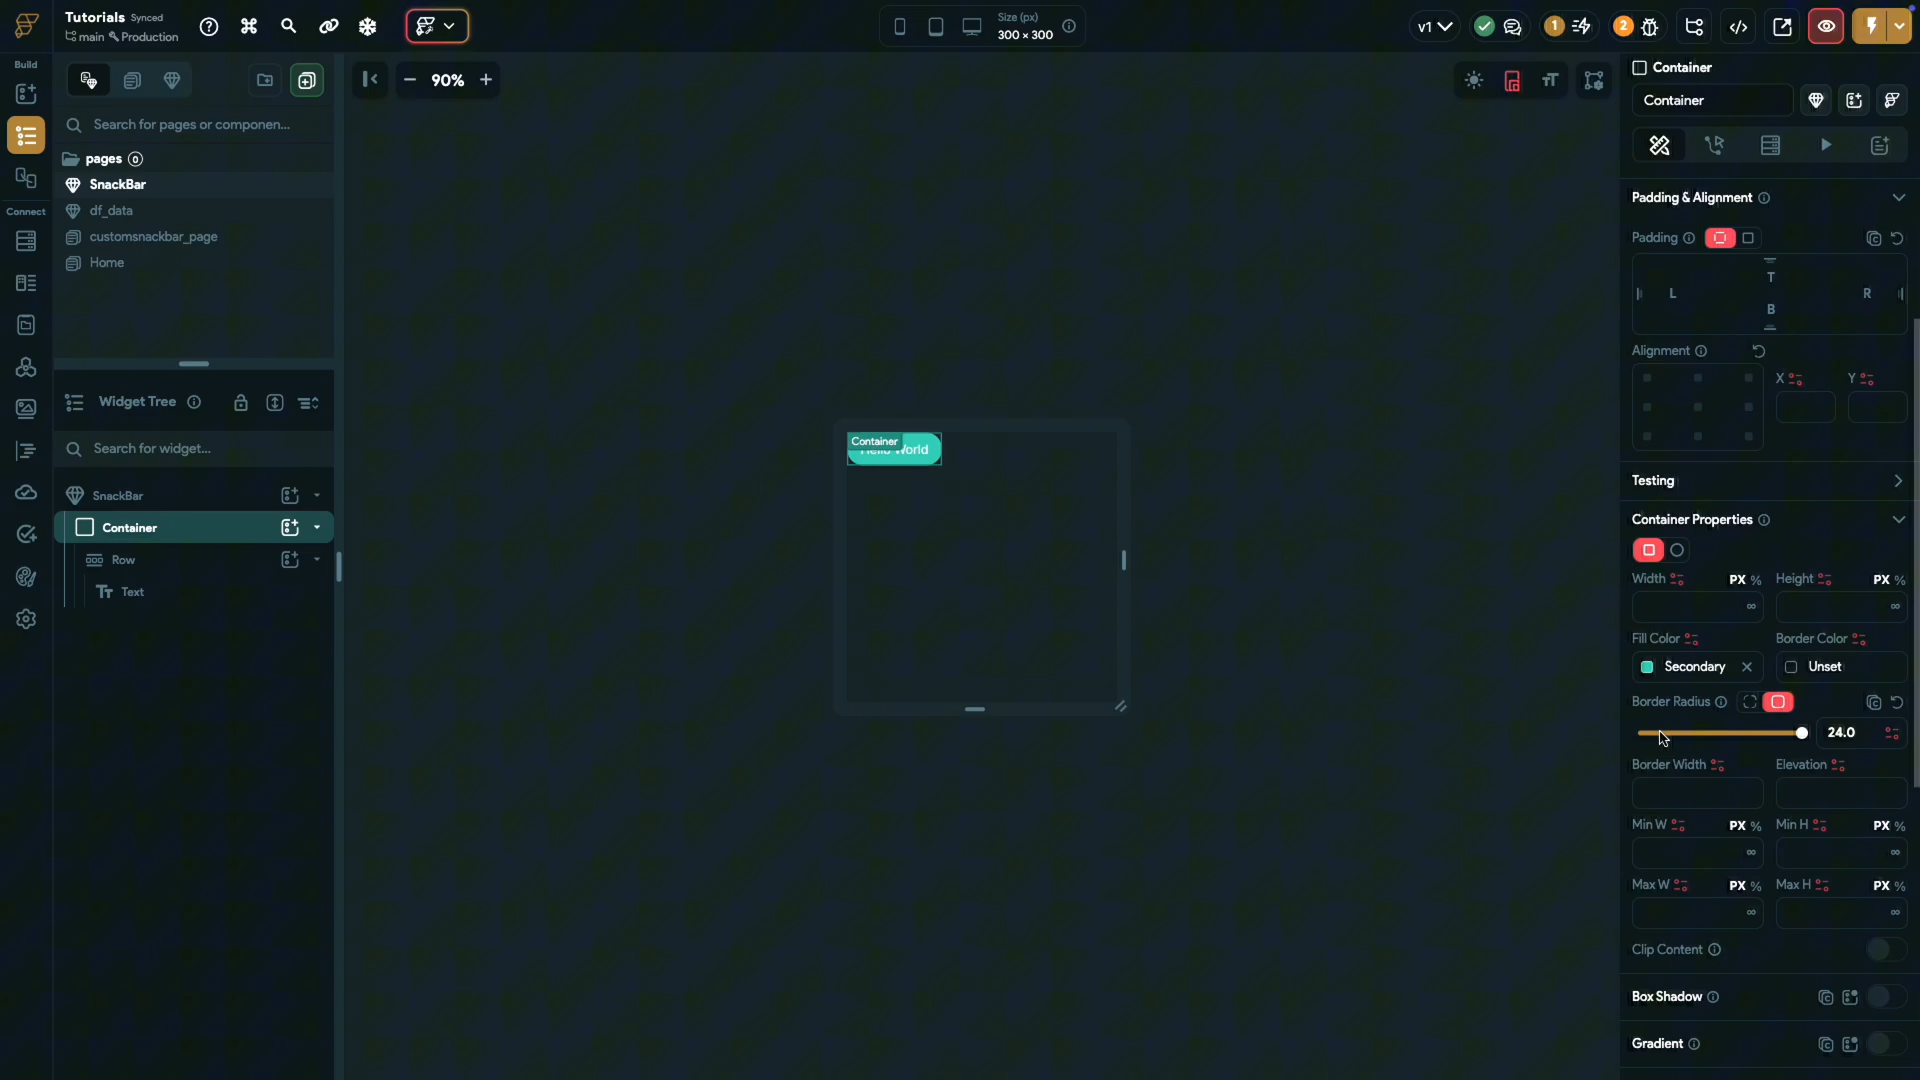 Tutorials Synced
main Production
Size (px)
300 × 300
v1
1
2
Build
Connect
Search for pages or componen...
pages 0
SnackBar
df_data
customsnackbar_page
Home
Widget Tree
Search for widget...
SnackBar
Container
Row
Text
90%
Container
Hello World
Container
Container
Padding & Alignment
Padding
T
L R
B
Alignment
X Y
Testing
Container Properties
Width PX % Height PX %
∞ ∞
Fill Color Border Color
Secondary Unset
Border Radius
24.0
Border Width Elevation
Min W PX % Min H PX %
∞ ∞
Max W PX % Max H PX %
∞ ∞
Clip Content
Box Shadow
Gradient